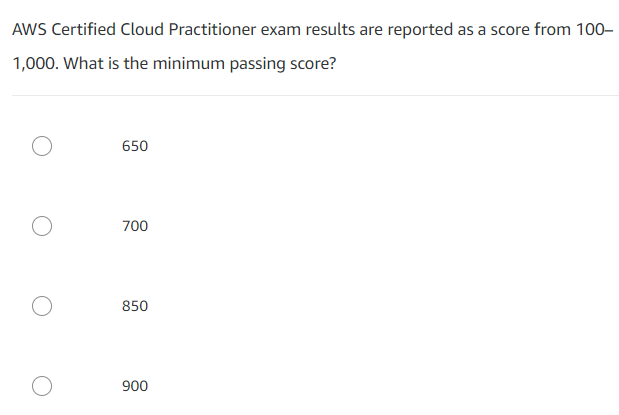 AWS Certified Cloud Practitioner exam results are reported as a score from 100–
1,000. What is the minimum passing score?
650
700
850
900